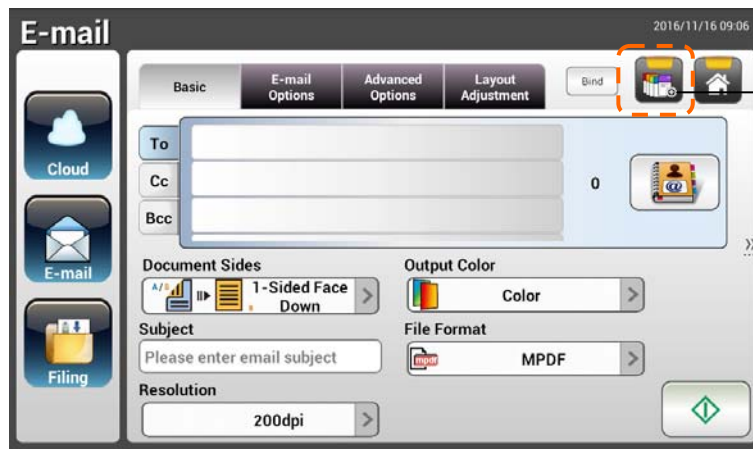 E-mail
2016/11/16 09:06
Basic
E-mail
Options
Advanced
Options
Layout
Adjustment
Bind
Cloud
E-mail
Filing
To
Cc
Bcc
0
Document Sides
A/B
1-Sided Face
Down
Output Color
Color
Subject
Please enter email subject
File Format
mpdf
MPDF
Resolution
200dpi